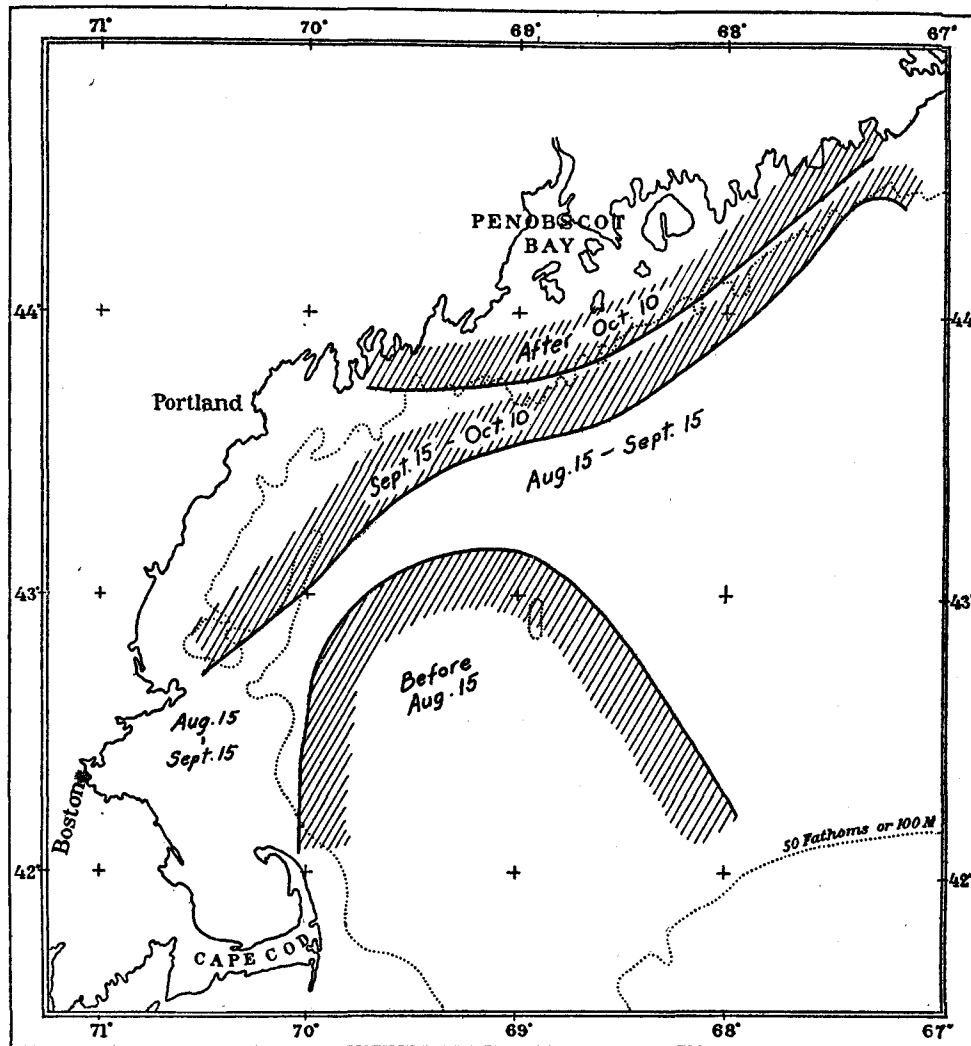 71° 70° 69° 68° 67°
PENOBSCOT
BAY
44° 44°
After Oct 10
Portland
Sept. 15 - Oct. 10
Aug. 15 - Sept. 15
43° 43°
Before
Aug. 15
Aug. 15
-
Sept. 15
Boston
50 Fathoms or 100 M
42° 42°
CAPE COD
71° 70° 69° 68° 67°